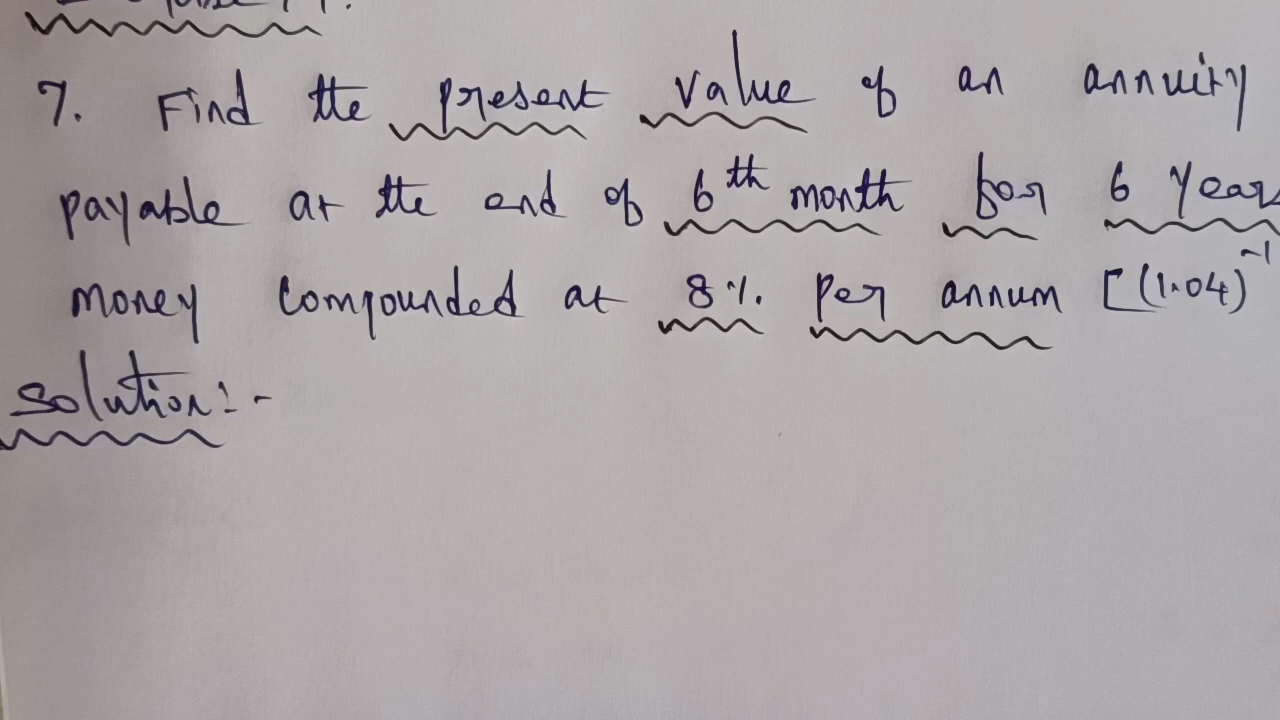 7. Find the present value of an annuity
payable at the end of 6th month for 6 Years
money compounded at 8%. Per annum [(1.04)^-1
Solution:-